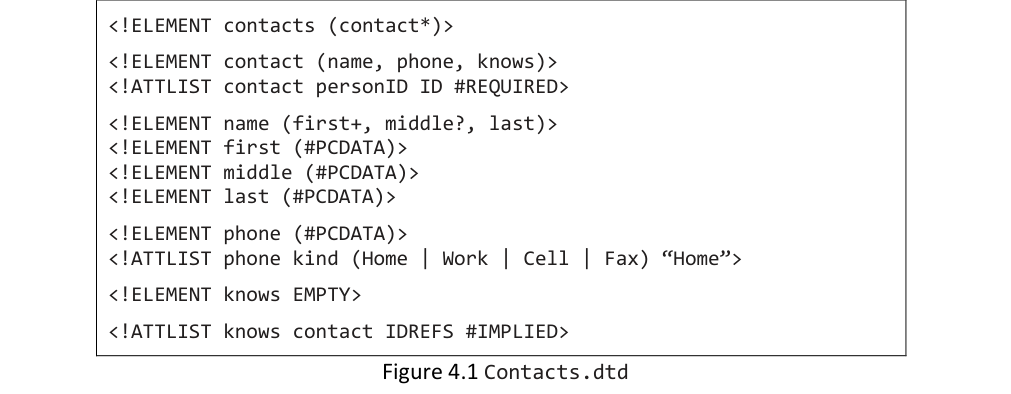 <!ELEMENT contacts (contact*)>
<!ELEMENT contact (name, phone, knows)>
<!ATTLIST contact personID ID #REQUIRED>
<!ELEMENT name (first+, middle?, last)>
<!ELEMENT first (#PCDATA)>
<!ELEMENT middle (#PCDATA)>
<!ELEMENT last (#PCDATA)>
<!ELEMENT phone (#PCDATA)>
<!ATTLIST phone kind (Home | Work | Cell | Fax) “Home”>
<!ELEMENT knows EMPTY>
<!ATTLIST knows contact IDREFS #IMPLIED>
Figure 4.1 Contacts.dtd